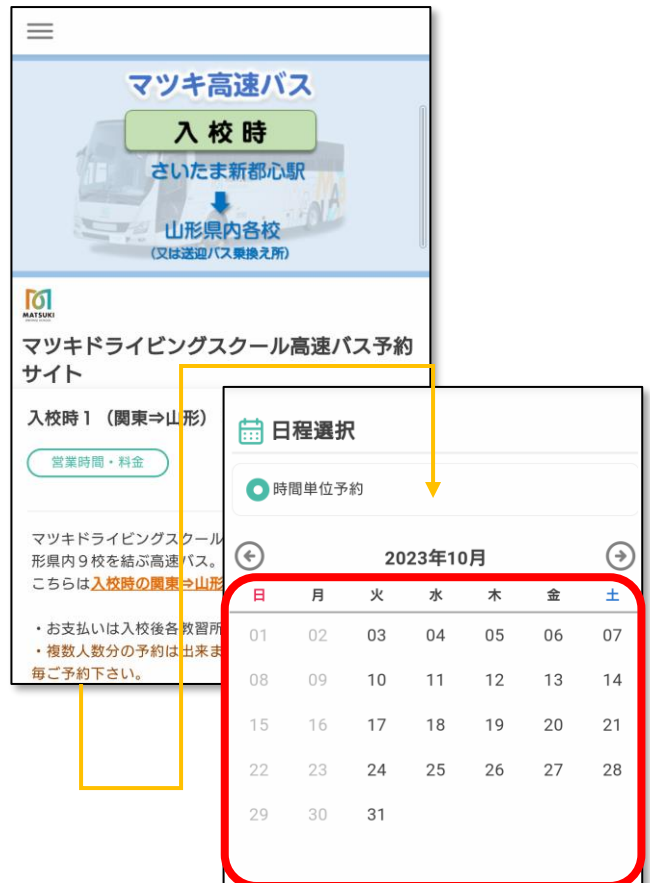 マツキ高速バス
入校時
さいたま新都心駅
山形県内各校
(又は送迎バス乗換え所)
MATSUKI
マツキドライビングスクール高速バス予約
サイト
入校時１（関東⇒山形）
営業時間・料金
マツキドライビングスクール
形県内９校を結ぶ高速バス。
こちらは入校時の関東⇒山形
・お支払いは入校後各教習所
・複数人数分の予約は出来ま
毎ご予約下さい。
日程選択
時間単位予約
2023年10月
日 月 火 水 木 金 土
01 02 03 04 05 06 07
08 09 10 11 12 13 14
15 16 17 18 19 20 21
22 23 24 25 26 27 28
29 30 31